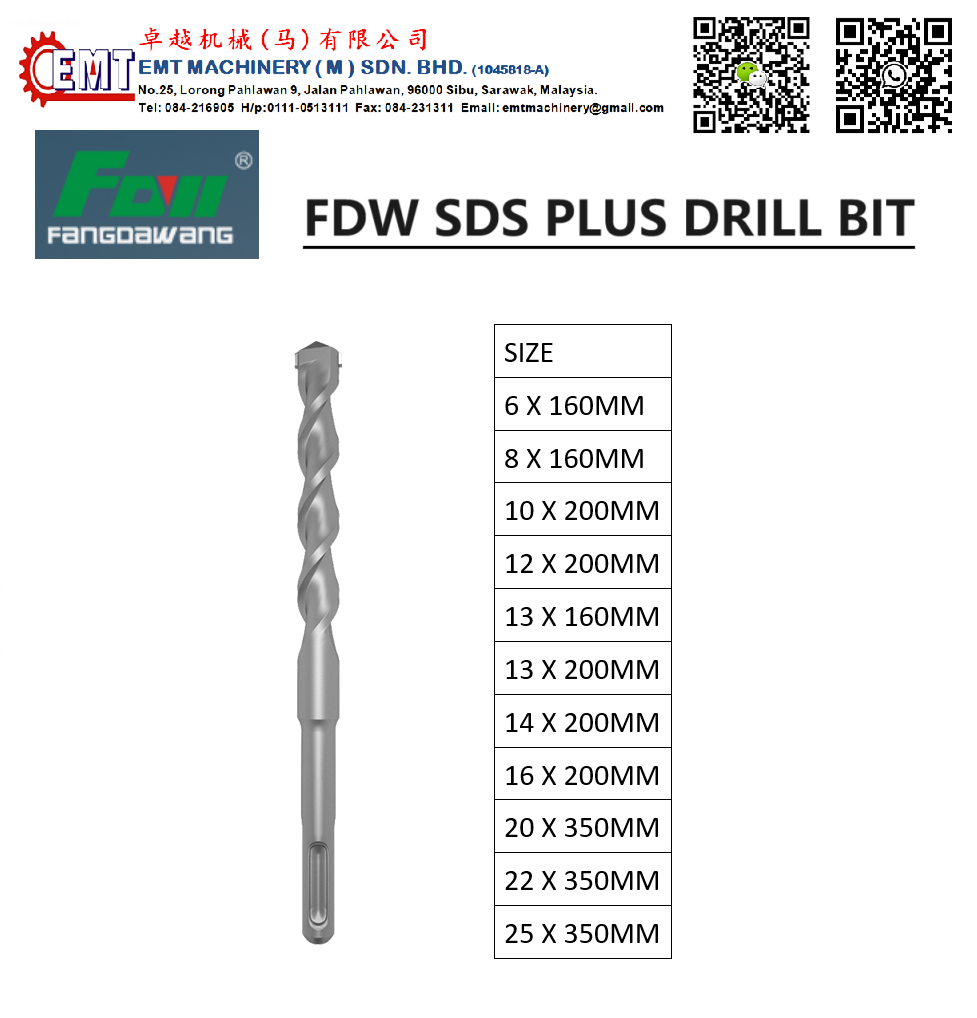 卓越机械(马)有限公司
EMT
EMT MACHINERY ( M ) SDN. BHD. (1045818-A)
No.25, Lorong Pahlawan 9, Jalan Pahlawan, 96000 Sibu, Sarawak, Malaysia.
Tel: 084-216905 H/p:0111-0513111 Fax: 084-231311 Email: emtmachinery@gmail.com
FDW ®
FANGDAWANG
FDW SDS PLUS DRILL BIT
SIZE
6 X 160MM
8 X 160MM
10 X 200MM
12 X 200MM
13 X 160MM
13 X 200MM
14 X 200MM
16 X 200MM
20 X 350MM
22 X 350MM
25 X 350MM